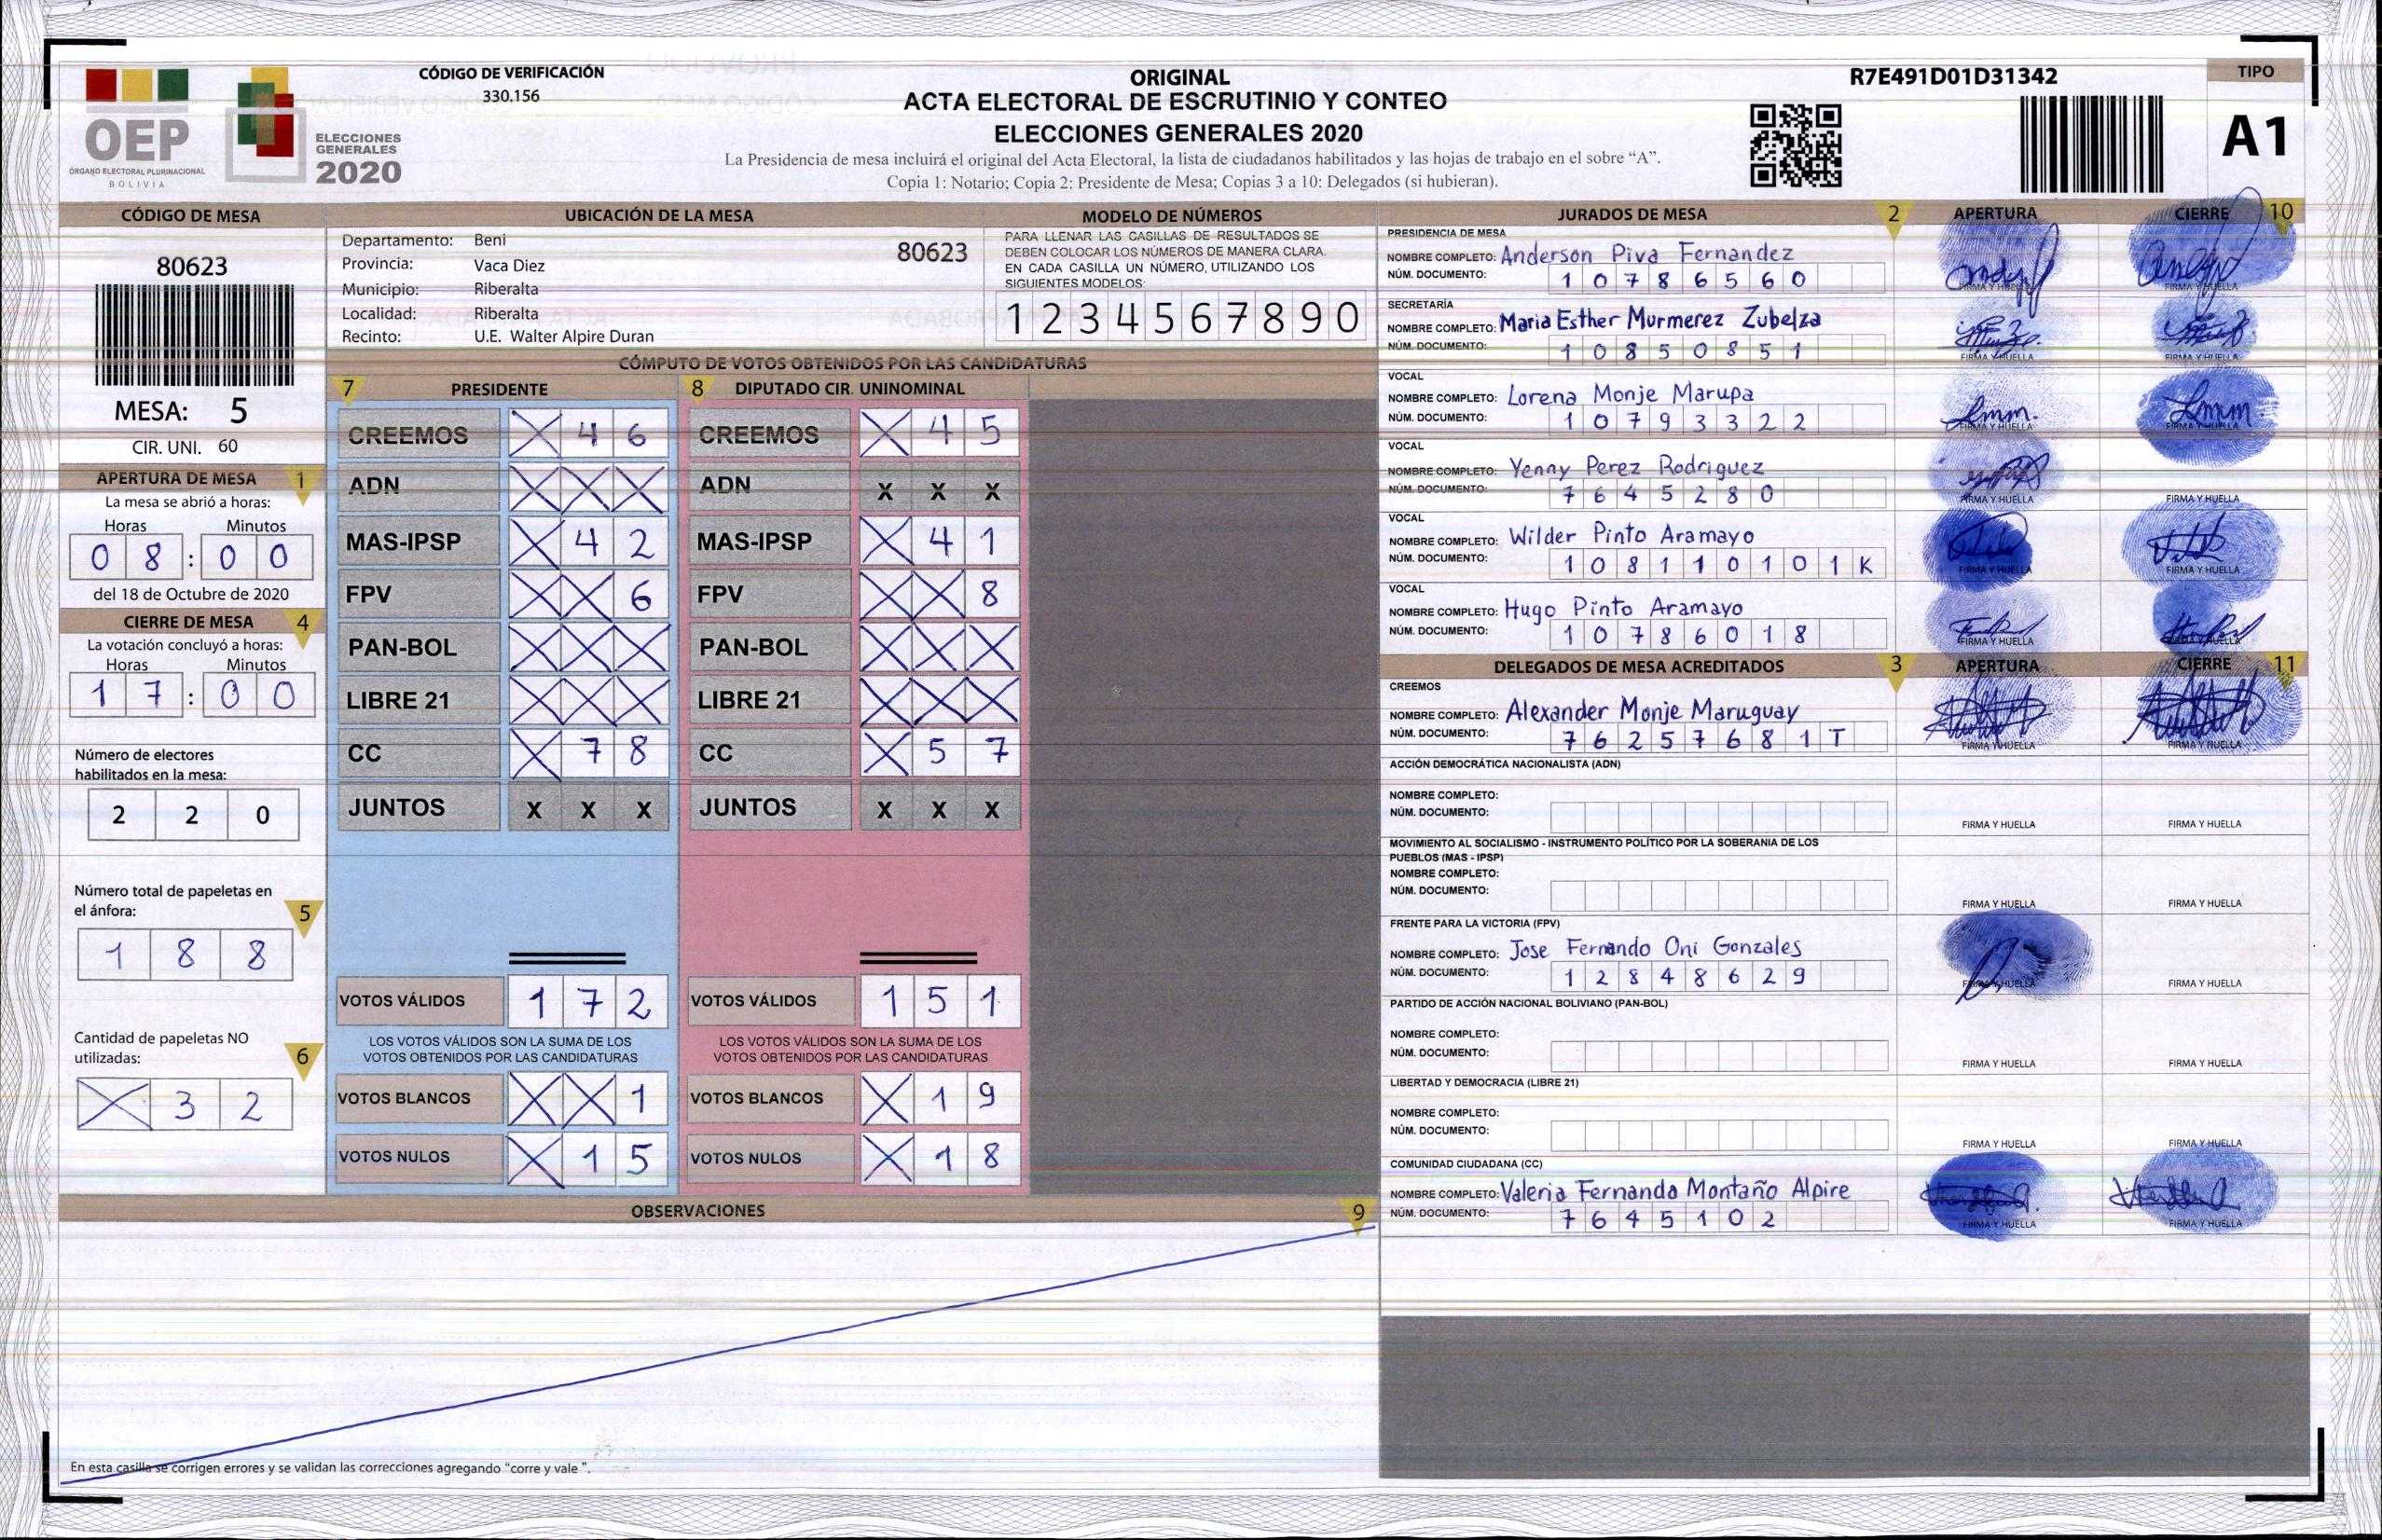 CÓDIGO DE VERIFICACIÓN
330.156
OEP
ÓRGANO ELECTORAL PLURINACIONAL
BOLIVIA
ELECCIONES
GENERALES
2020
ORIGINAL
ACTA ELECTORAL DE ESCRUTINIO Y CONTEO
ELECCIONES GENERALES 2020
La Presidencia de mesa incluirá el original del Acta Electoral, la lista de ciudadanos habilitados y las hojas de trabajo en el sobre “A”.
Copia 1: Notario; Copia 2: Presidente de Mesa; Copias 3 a 10: Delegados (si hubieran).
R7E491D01D31342
TIPO
A1
CÓDIGO DE MESA
80623
MESA: 5
CIR. UNI. 60
APERTURA DE MESA 1
La mesa se abrió a horas:
Horas Minutos
0 8 : 0 0
del 18 de Octubre de 2020
CIERRE DE MESA 4
La votación concluyó a horas:
Horas Minutos
1 7 : 0 0
Número de electores
habilitados en la mesa:
2 2 0
Número total de papeletas en
el ánfora: 5
1 8 8
Cantidad de papeletas NO
utilizadas: 6
X 3 2
UBICACIÓN DE LA MESA
Departamento: Beni
80623
Provincia: Vaca Diez
Municipio: Riberalta
Localidad: Riberalta
Recinto: U.E. Walter Alpire Duran
MODELO DE NÚMEROS
PARA LLENAR LAS CASILLAS DE RESULTADOS SE
DEBEN COLOCAR LOS NÚMEROS DE MANERA CLARA.
EN CADA CASILLA UN NÚMERO, UTILIZANDO LOS
SIGUIENTES MODELOS:
1 2 3 4 5 6 7 8 9 0
CÓMPUTO DE VOTOS OBTENIDOS POR LAS CANDIDATURAS
7 PRESIDENTE
CREEMOS X 4 6
ADN X X X
MAS-IPSP X 4 2
FPV X X 6
PAN-BOL X X X
LIBRE 21 X X X
CC X 7 8
JUNTOS X X X
VOTOS VÁLIDOS 1 7 2
LOS VOTOS VÁLIDOS SON LA SUMA DE LOS
VOTOS OBTENIDOS POR LAS CANDIDATURAS
VOTOS BLANCOS X X 1
VOTOS NULOS X 1 5
8 DIPUTADO CIR. UNINOMINAL
CREEMOS X 4 5
ADN X X X
MAS-IPSP X 4 1
FPV X X 8
PAN-BOL X X X
LIBRE 21 X X X
CC X 5 7
JUNTOS X X X
VOTOS VÁLIDOS 1 5 1
LOS VOTOS VÁLIDOS SON LA SUMA DE LOS
VOTOS OBTENIDOS POR LAS CANDIDATURAS
VOTOS BLANCOS X 1 9
VOTOS NULOS X 1 8
OBSERVACIONES 9
En esta casilla se corrigen errores y se validan las correcciones agregando “corre y vale ”.
JURADOS DE MESA 2 APERTURA CIERRE 10
PRESIDENCIA DE MESA
NOMBRE COMPLETO: Anderson Piva Fernandez
NÚM. DOCUMENTO: 1 0 7 8 6 5 6 0
FIRMA Y HUELLA FIRMA Y HUELLA
SECRETARÍA
NOMBRE COMPLETO: Maria Esther Murmerez Zubelza
NÚM. DOCUMENTO: 1 0 8 5 0 8 5 1
FIRMA Y HUELLA FIRMA Y HUELLA
VOCAL
NOMBRE COMPLETO: Lorena Monje Marupa
NÚM. DOCUMENTO: 1 0 7 9 3 3 2 2
FIRMA Y HUELLA FIRMA Y HUELLA
VOCAL
NOMBRE COMPLETO: Yenny Perez Rodriguez
NÚM. DOCUMENTO: 7 6 4 5 2 8 0
FIRMA Y HUELLA FIRMA Y HUELLA
VOCAL
NOMBRE COMPLETO: Wilder Pinto Aramayo
NÚM. DOCUMENTO: 1 0 8 1 1 0 1 0 1 K
FIRMA Y HUELLA FIRMA Y HUELLA
VOCAL
NOMBRE COMPLETO: Hugo Pinto Aramayo
NÚM. DOCUMENTO: 1 0 7 8 6 0 1 8
FIRMA Y HUELLA FIRMA Y HUELLA
DELEGADOS DE MESA ACREDITADOS 3 APERTURA CIERRE 11
CREEMOS
NOMBRE COMPLETO: Alexander Monje Maruguay
NÚM. DOCUMENTO: 7 6 2 5 7 6 8 1 T
FIRMA Y HUELLA FIRMA Y HUELLA
ACCIÓN DEMOCRÁTICA NACIONALISTA (ADN)
NOMBRE COMPLETO:
NÚM. DOCUMENTO:
FIRMA Y HUELLA FIRMA Y HUELLA
MOVIMIENTO AL SOCIALISMO - INSTRUMENTO POLÍTICO POR LA SOBERANIA DE LOS
PUEBLOS (MAS - IPSP)
NOMBRE COMPLETO:
NÚM. DOCUMENTO:
FIRMA Y HUELLA FIRMA Y HUELLA
FRENTE PARA LA VICTORIA (FPV)
NOMBRE COMPLETO: Jose Fernando Oni Gonzales
NÚM. DOCUMENTO: 1 2 8 4 8 6 2 9
FIRMA Y HUELLA FIRMA Y HUELLA
PARTIDO DE ACCIÓN NACIONAL BOLIVIANO (PAN-BOL)
NOMBRE COMPLETO:
NÚM. DOCUMENTO:
FIRMA Y HUELLA FIRMA Y HUELLA
LIBERTAD Y DEMOCRACIA (LIBRE 21)
NOMBRE COMPLETO:
NÚM. DOCUMENTO:
FIRMA Y HUELLA FIRMA Y HUELLA
COMUNIDAD CIUDADANA (CC)
NOMBRE COMPLETO: Valeria Fernanda Montaño Alpire
NÚM. DOCUMENTO: 7 6 4 5 1 0 2
FIRMA Y HUELLA FIRMA Y HUELLA